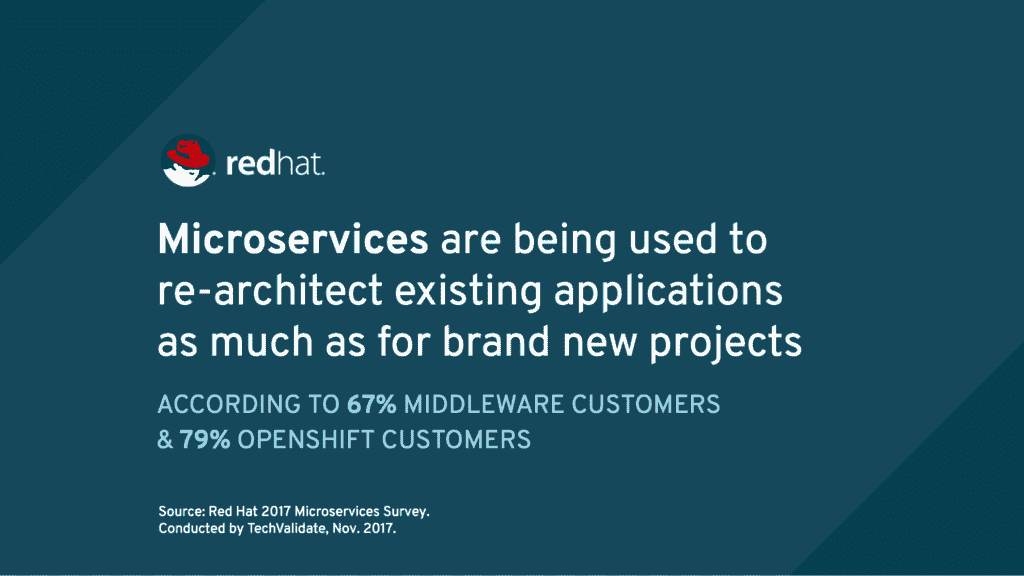 redhat.
Microservices are being used to
re-architect existing applications
as much as for brand new projects
ACCORDING TO 67% MIDDLEWARE CUSTOMERS
& 79% OPENSHIFT CUSTOMERS
Source: Red Hat 2017 Microservices Survey.
Conducted by TechValidate, Nov. 2017.